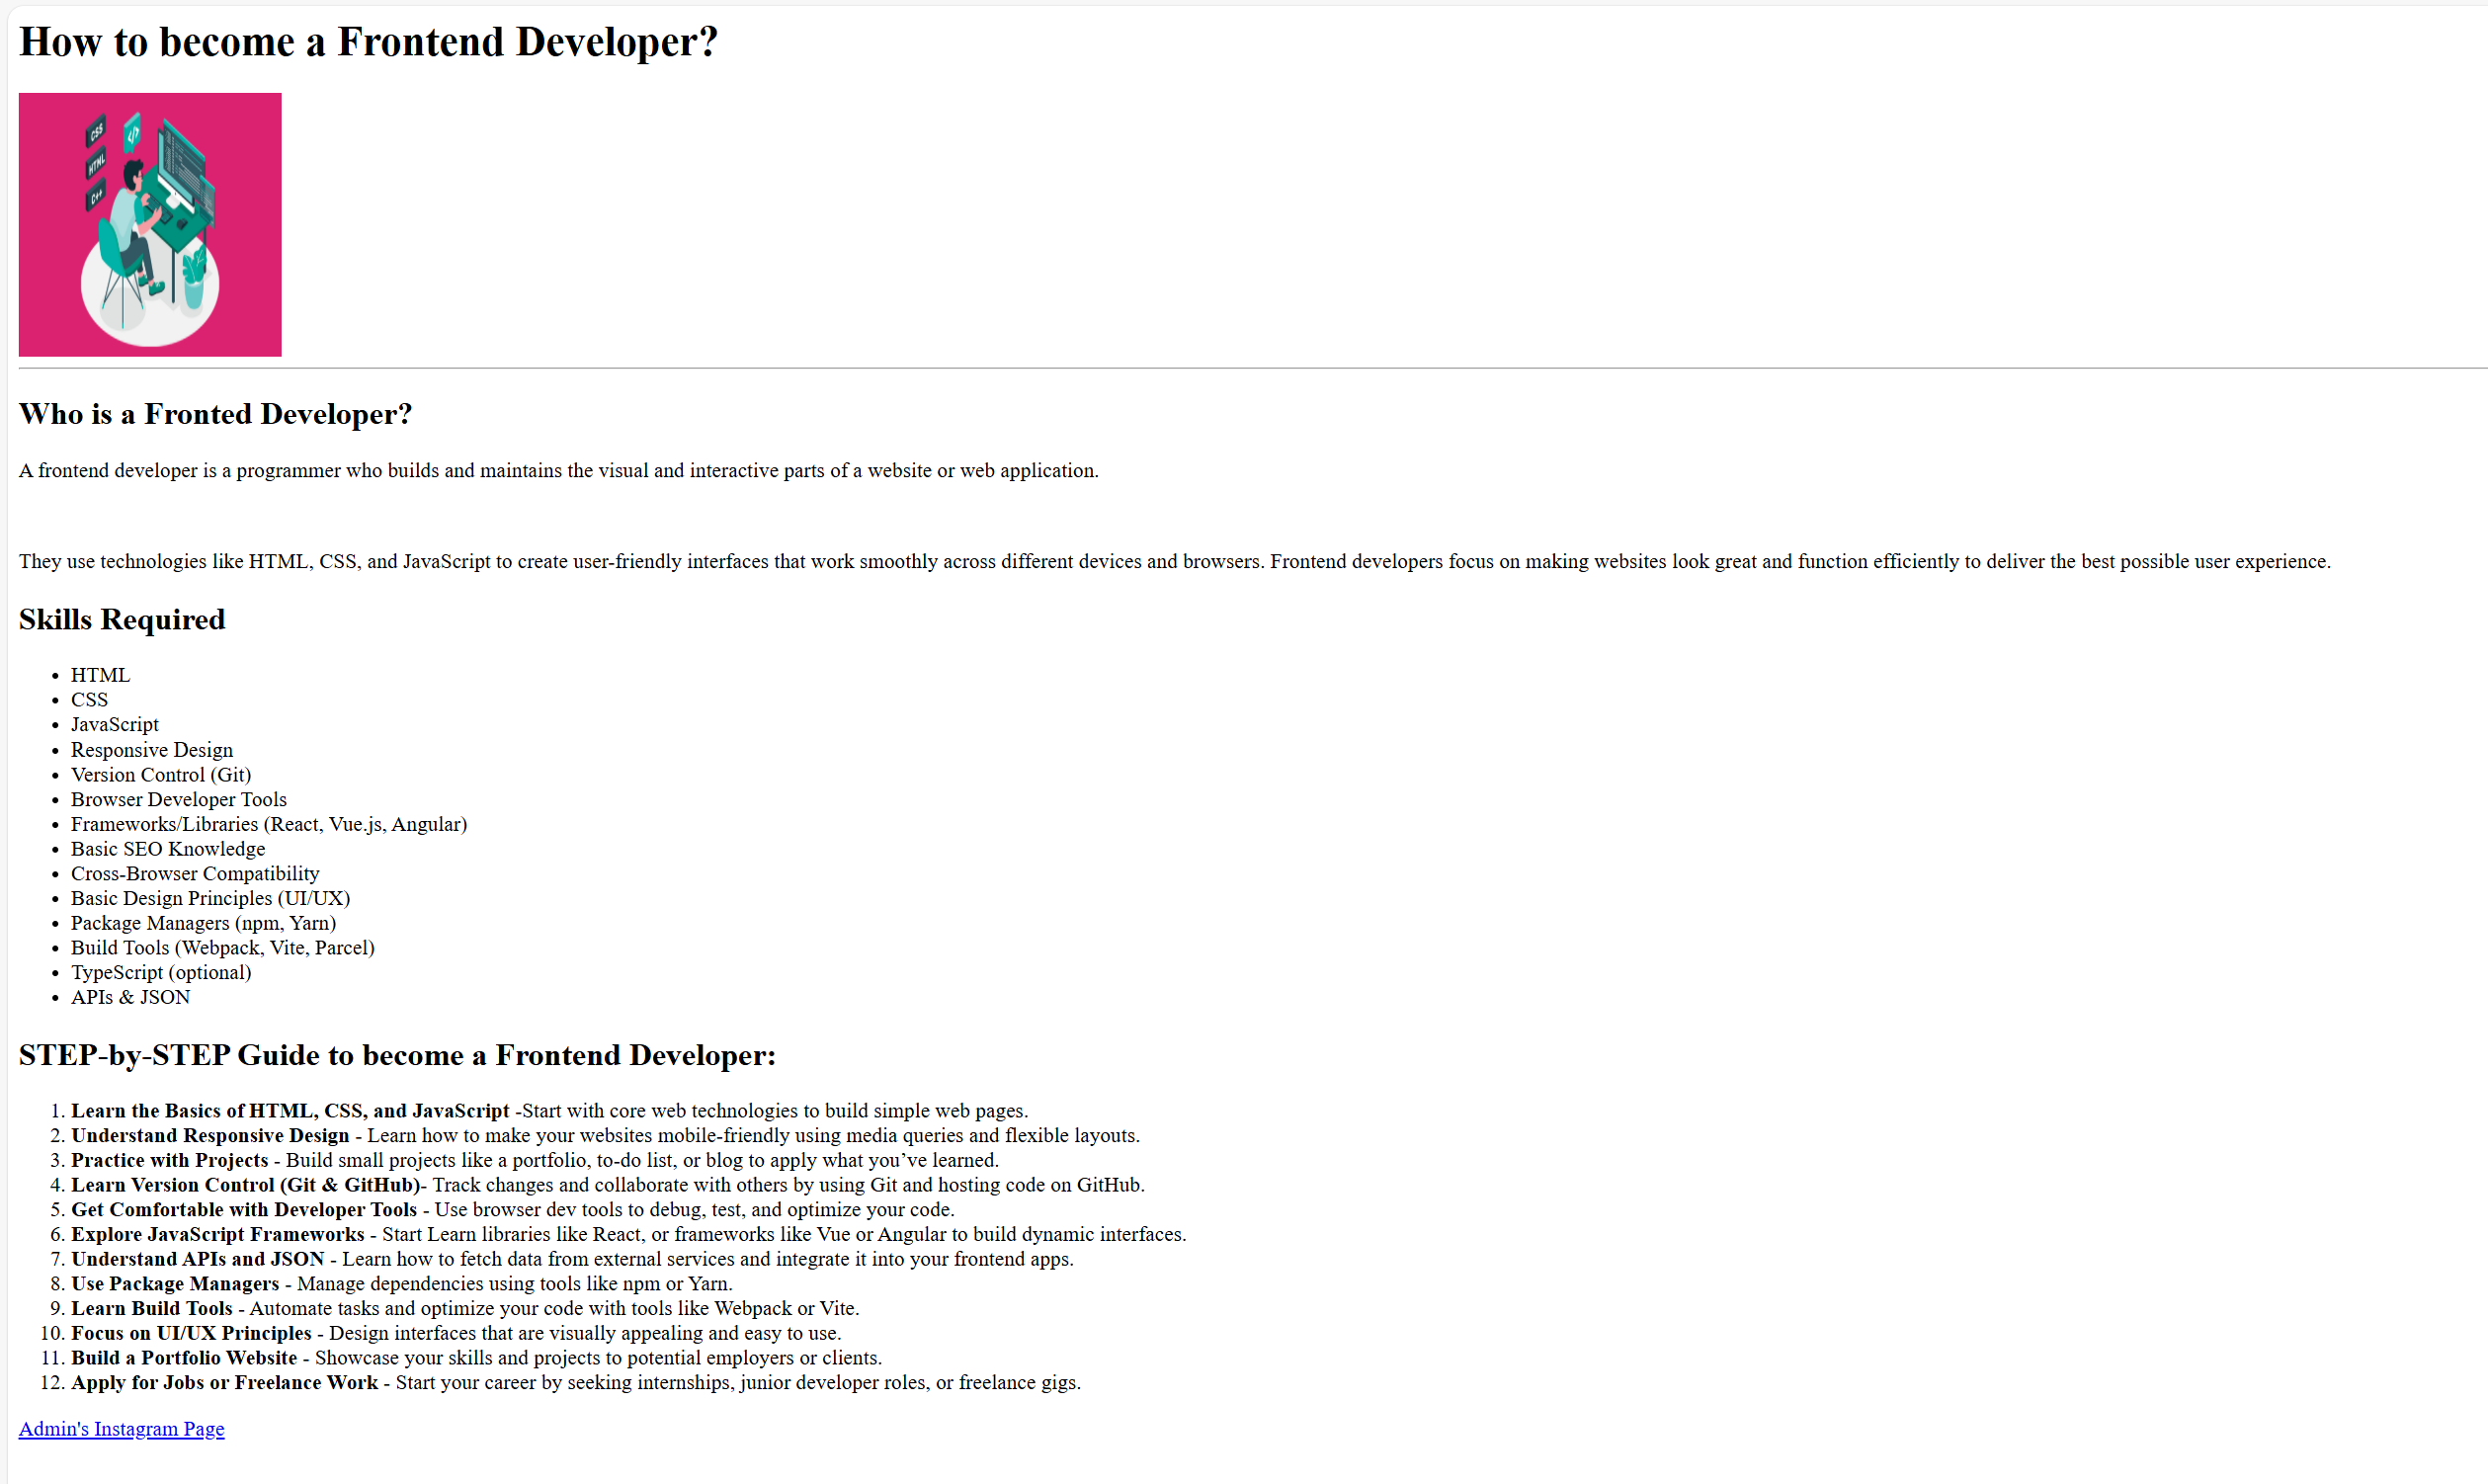 How to become a Frontend Developer?
CSS
</>
HTML
C++
Who is a Fronted Developer?
A frontend developer is a programmer who builds and maintains the visual and interactive parts of a website or web application.
They use technologies like HTML, CSS, and JavaScript to create user-friendly interfaces that work smoothly across different devices and browsers. Frontend developers focus on making websites look great and function efficiently to deliver the best possible user experience.
Skills Required
• HTML
• CSS
• JavaScript
• Responsive Design
• Version Control (Git)
• Browser Developer Tools
• Frameworks/Libraries (React, Vue.js, Angular)
• Basic SEO Knowledge
• Cross-Browser Compatibility
• Basic Design Principles (UI/UX)
• Package Managers (npm, Yarn)
• Build Tools (Webpack, Vite, Parcel)
• TypeScript (optional)
• APIs & JSON
STEP-by-STEP Guide to become a Frontend Developer:
1. Learn the Basics of HTML, CSS, and JavaScript -Start with core web technologies to build simple web pages.
2. Understand Responsive Design - Learn how to make your websites mobile-friendly using media queries and flexible layouts.
3. Practice with Projects - Build small projects like a portfolio, to-do list, or blog to apply what you’ve learned.
4. Learn Version Control (Git & GitHub)- Track changes and collaborate with others by using Git and hosting code on GitHub.
5. Get Comfortable with Developer Tools - Use browser dev tools to debug, test, and optimize your code.
6. Explore JavaScript Frameworks - Start Learn libraries like React, or frameworks like Vue or Angular to build dynamic interfaces.
7. Understand APIs and JSON - Learn how to fetch data from external services and integrate it into your frontend apps.
8. Use Package Managers - Manage dependencies using tools like npm or Yarn.
9. Learn Build Tools - Automate tasks and optimize your code with tools like Webpack or Vite.
10. Focus on UI/UX Principles - Design interfaces that are visually appealing and easy to use.
11. Build a Portfolio Website - Showcase your skills and projects to potential employers or clients.
12. Apply for Jobs or Freelance Work - Start your career by seeking internships, junior developer roles, or freelance gigs.
Admin's Instagram Page